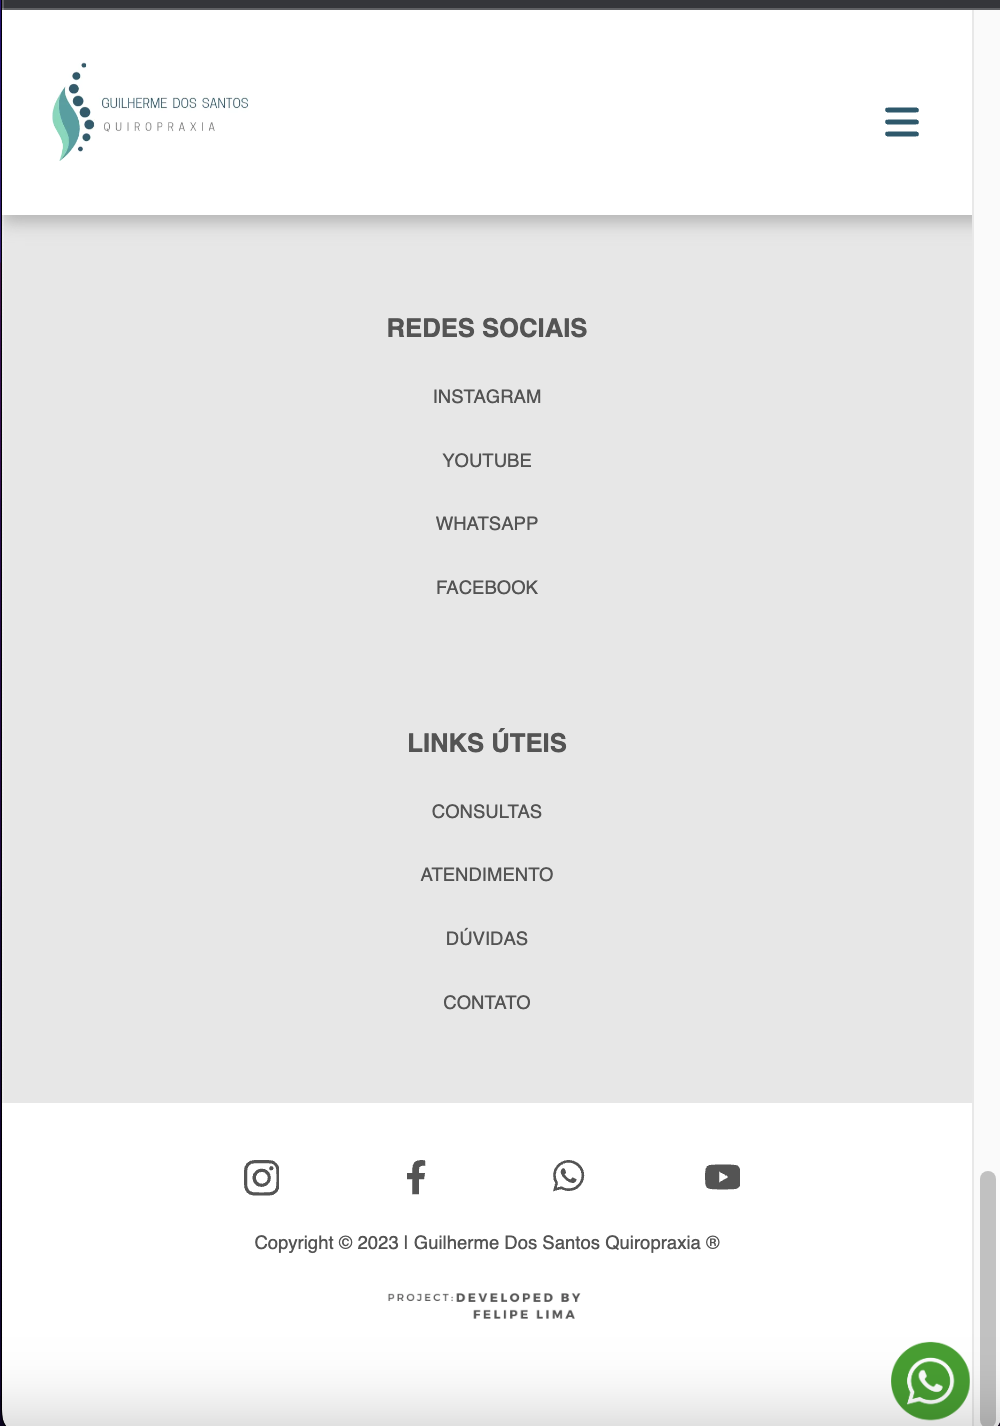 GUILHERME DOS SANTOS
QUIROPRAXIA
REDES SOCIAIS
INSTAGRAM
YOUTUBE
WHATSAPP
FACEBOOK
LINKS ÚTEIS
CONSULTAS
ATENDIMENTO
DÚVIDAS
CONTATO
Copyright © 2023 | Guilherme Dos Santos Quiropraxia ®
PROJECT:DEVELOPED BY
FELIPE LIMA